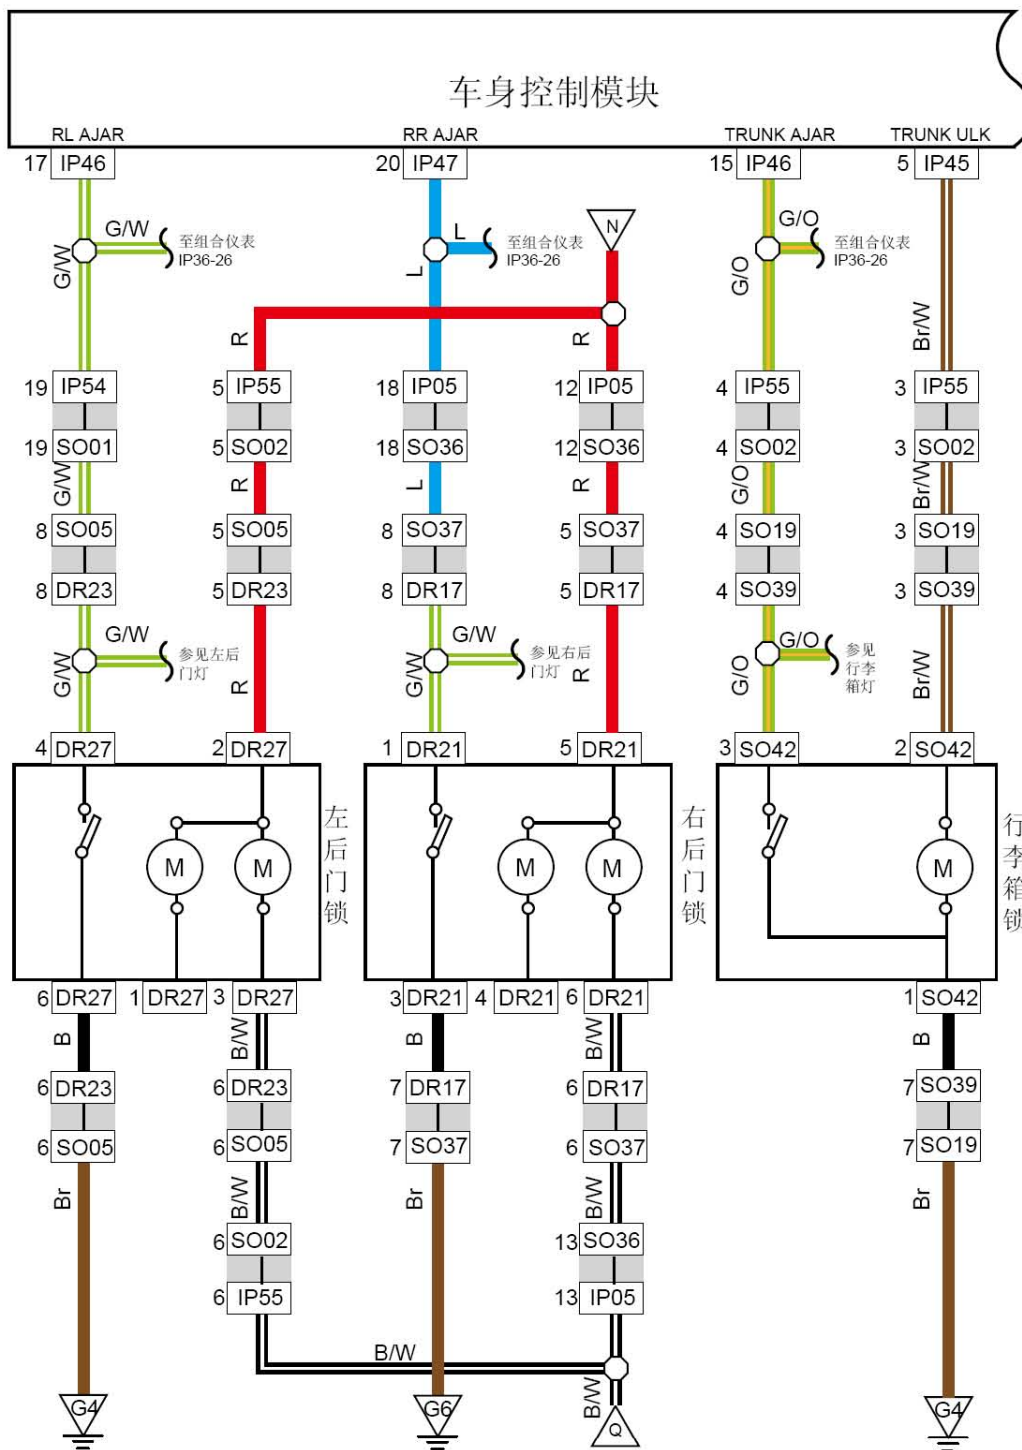 车身控制模块
RL AJAR RR AJAR TRUNK AJAR TRUNK ULK
17 IP46 20 IP47 15 IP46 5 IP45
N
G/W L G/O
G/W 至组合仪表 IP36-26
L 至组合仪表 IP36-26
G/O 至组合仪表 IP36-26
R R Br/W
19 IP54 5 IP55 18 IP05 12 IP05 4 IP55 3 IP55
19 SO01 5 SO02 18 SO36 12 SO36 4 SO02 3 SO02
G/W R L R G/O Br/W
8 SO05 5 SO05 8 SO37 5 SO37 4 SO19 3 SO19
8 DR23 5 DR23 8 DR17 5 DR17 4 SO39 3 SO39
G/W G/W G/O
参见左后
门灯
参见右后
门灯
参见
行李
箱灯
G/W R G/W R G/O Br/W
4 DR27 2 DR27 1 DR21 5 DR21 3 SO42 2 SO42
M M M M M
左后门锁
右后门锁
行李箱锁
6 DR27 1 DR27 3 DR27 3 DR21 4 DR21 6 DR21 1 SO42
B B/W B B/W B
6 DR23 6 DR23 7 DR17 6 DR17 7 SO39
6 SO05 6 SO05 7 SO37 6 SO37 7 SO19
Br B/W Br B/W Br
6 SO02 13 SO36
6 IP55 13 IP05
B/W
B/W
G4 G6 Q G4